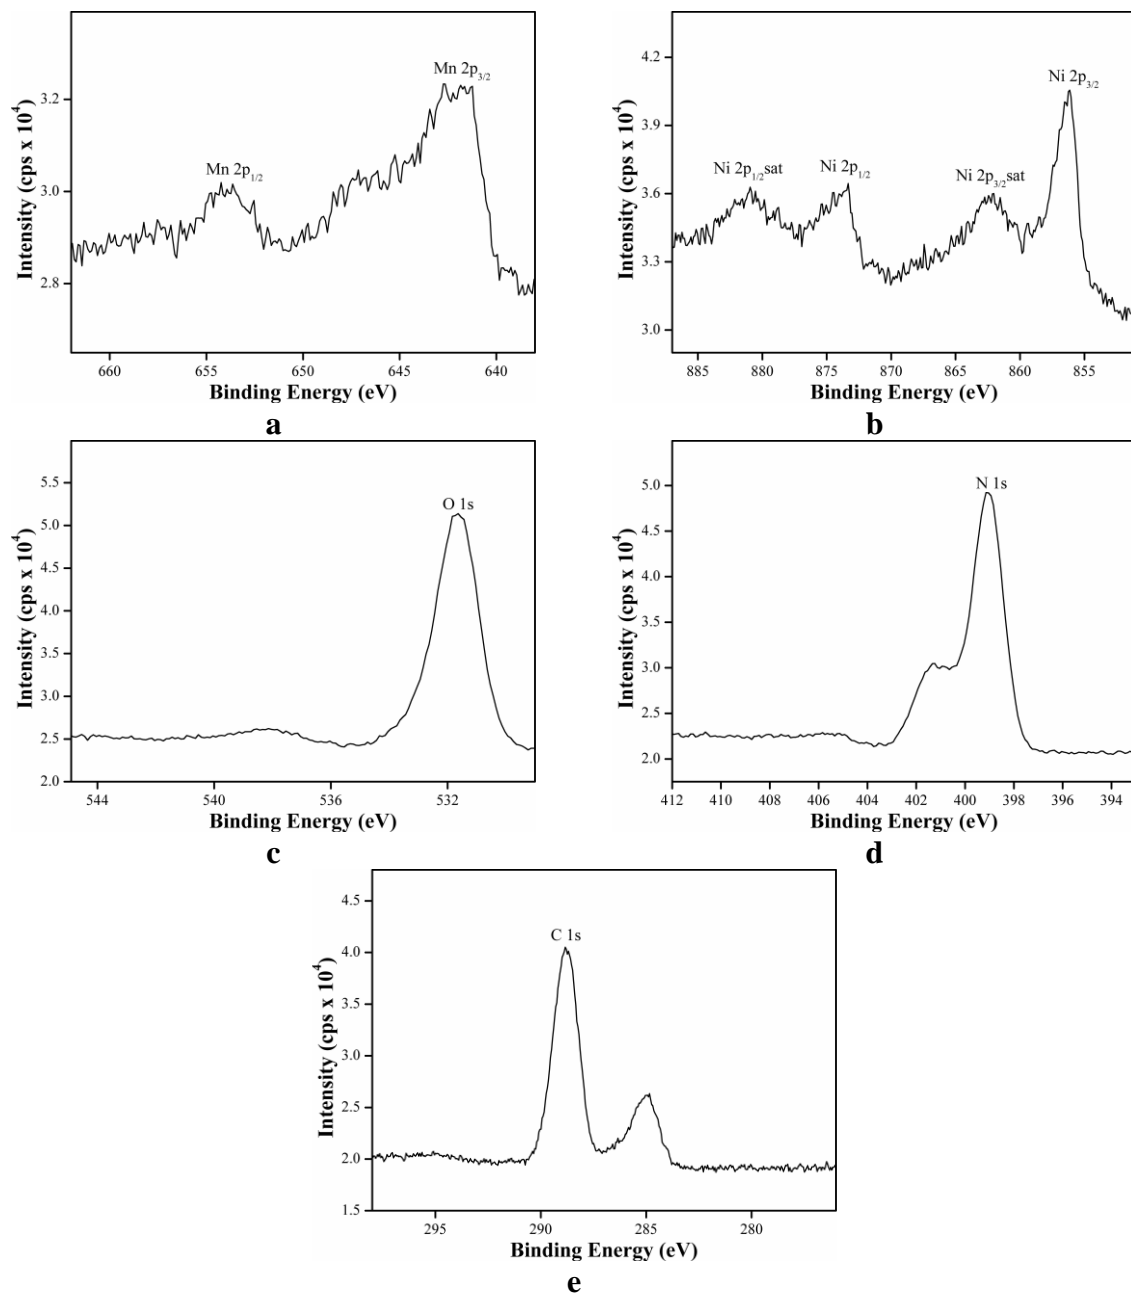 Mn 2p3/2
Mn 2p1/2
3.2
3.0
2.8
Intensity (cps x 10^4)
660 655 650 645 640
Binding Energy (eV)
a
Ni 2p3/2
Ni 2p1/2sat
Ni 2p1/2
Ni 2p3/2sat
4.2
3.9
3.6
3.3
3.0
Intensity (cps x 10^4)
885 880 875 870 865 860 855
Binding Energy (eV)
b
O 1s
5.5
5.0
4.5
4.0
3.5
3.0
2.5
2.0
Intensity (cps x 10^4)
544 540 536 532
Binding Energy (eV)
c
N 1s
5.0
4.5
4.0
3.5
3.0
2.5
2.0
Intensity (cps x 10^4)
412 410 408 406 404 402 400 398 396 394
Binding Energy (eV)
d
C 1s
4.5
4.0
3.5
3.0
2.5
2.0
1.5
Intensity (cps x 10^4)
295 290 285 280
Binding Energy (eV)
e